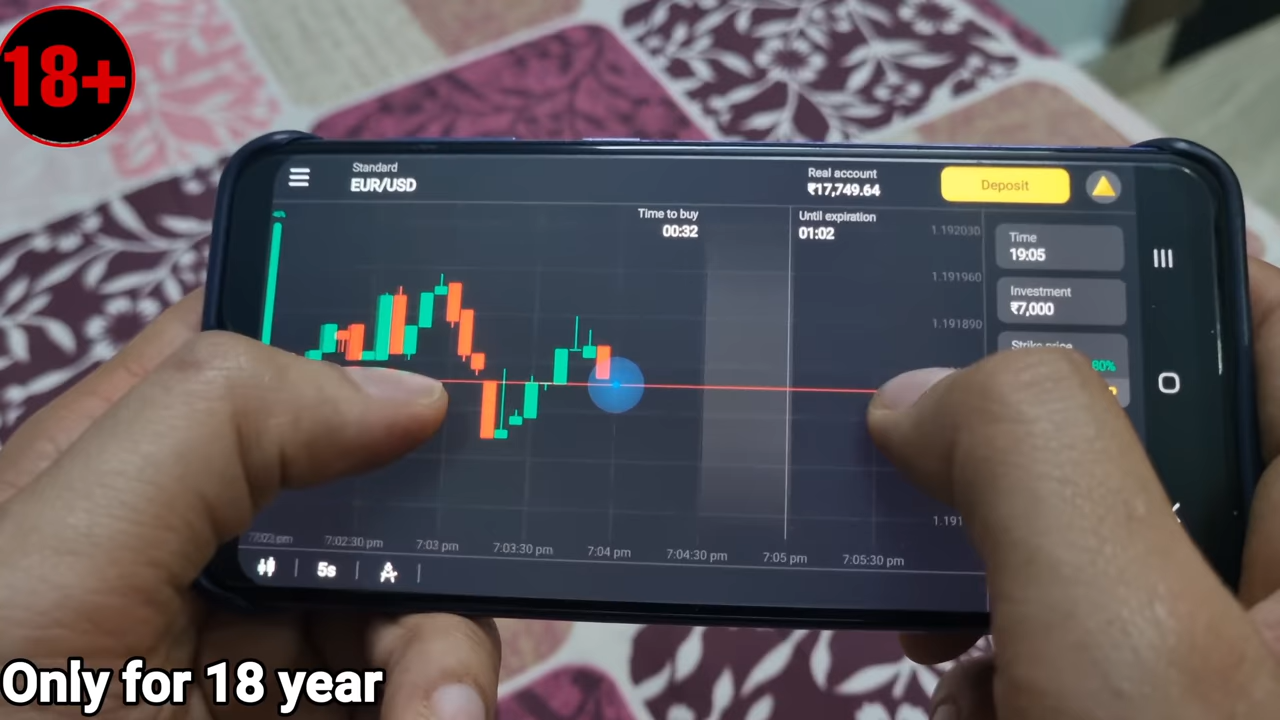 18+
Standard
EUR/USD
Real account
₹17,749.64
Deposit
Time to buy
00:32
Until expiration
01:02
1.192030
1.191960
1.191890
Time
19:05
Investment
₹7,000
Strike price
80%
7:02:30 pm
7:03 pm
7:03:30 pm
7:04 pm
7:04:30 pm
7:05 pm
7:05:30 pm
5s
Only for 18 year